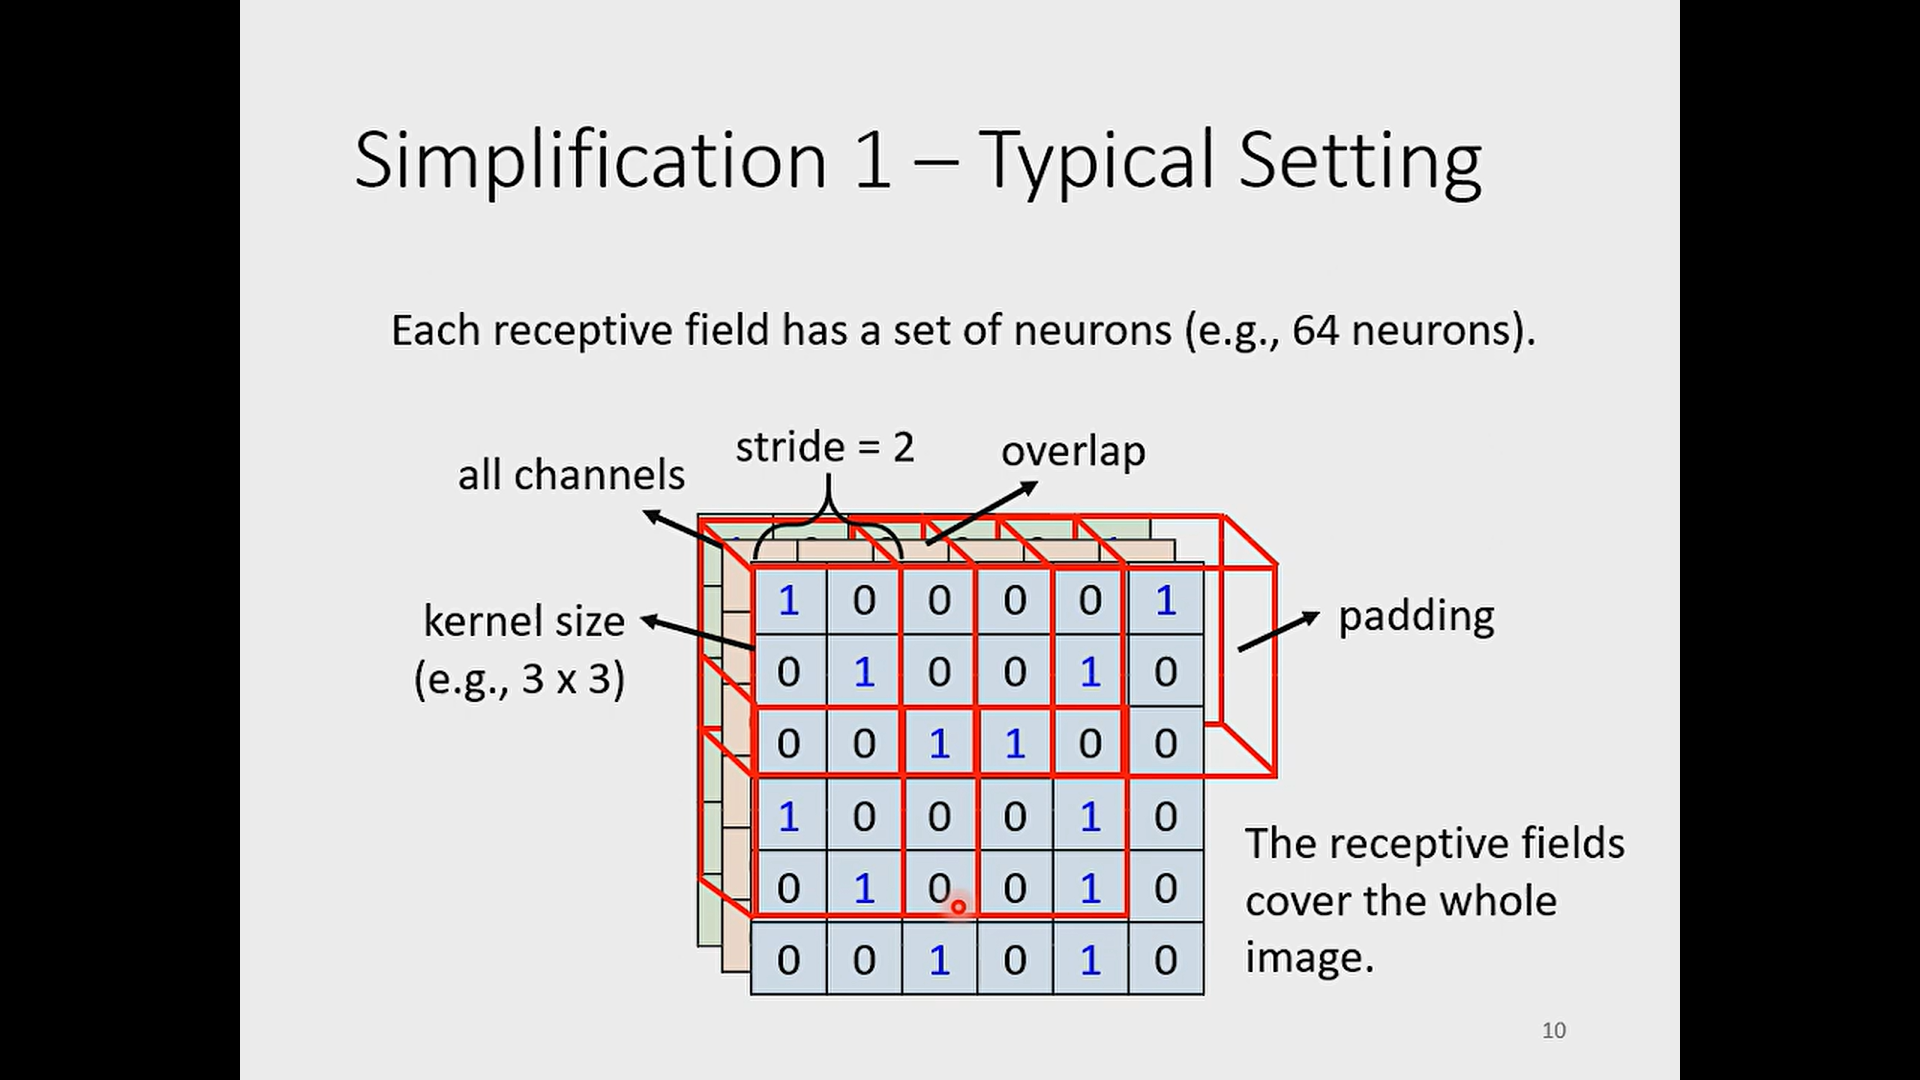 Simplification 1 – Typical Setting
Each receptive field has a set of neurons (e.g., 64 neurons).
all channels
stride = 2
overlap
kernel size
(e.g., 3 x 3)
padding
1 0 0 0 0 1
0 1 0 0 1 0
0 0 1 1 0 0
1 0 0 0 1 0
0 1 0 0 1 0
0 0 1 0 1 0
The receptive fields
cover the whole
image.
10